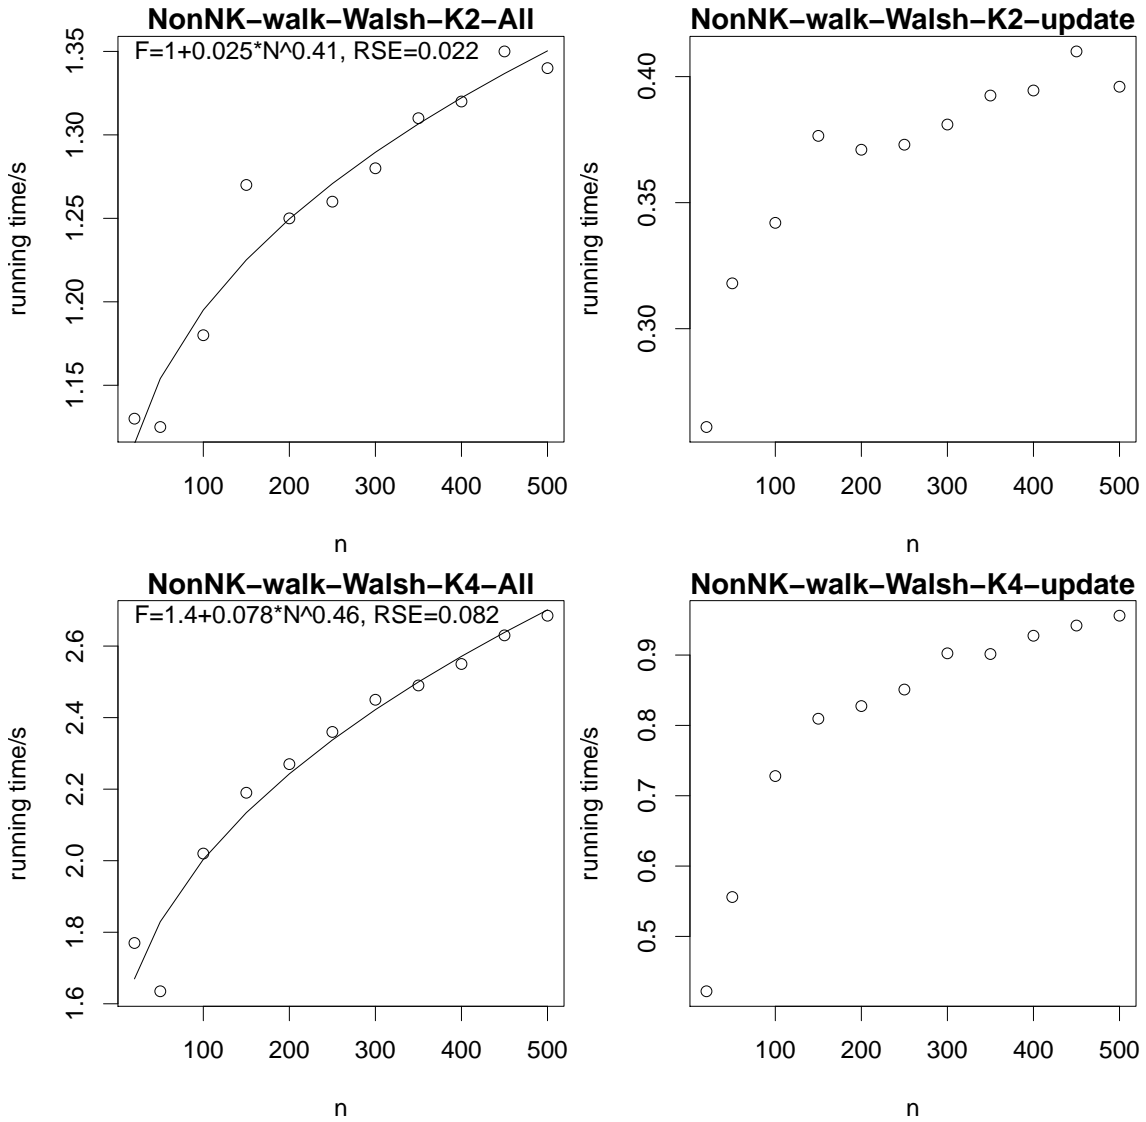 NonNK−walk−Walsh−K2−All
F=1+0.025*N^0.41, RSE=0.022
running time/s
1.35
1.30
1.25
1.20
1.15
100 200 300 400 500
n
NonNK−walk−Walsh−K2−update
running time/s
0.40
0.35
0.30
100 200 300 400 500
n
NonNK−walk−Walsh−K4−All
F=1.4+0.078*N^0.46, RSE=0.082
running time/s
2.6
2.4
2.2
2.0
1.8
1.6
100 200 300 400 500
n
NonNK−walk−Walsh−K4−update
running time/s
0.9
0.8
0.7
0.6
0.5
100 200 300 400 500
n